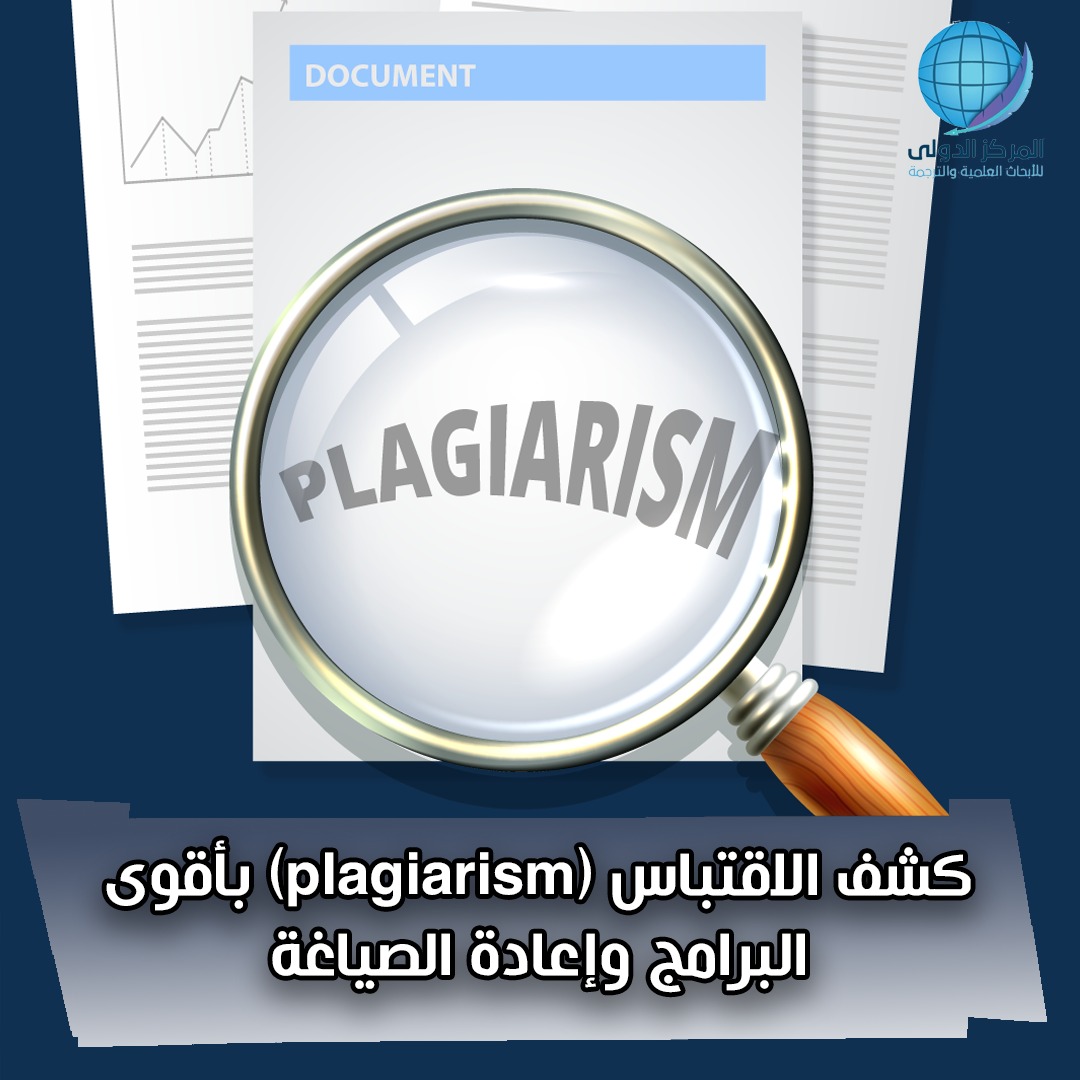 DOCUMENT
المركز الدولى
للأبحاث العلمية والترجمة
PLAGIARISM
كشف الاقتباس (plagiarism) بأقوى
البرامج وإعادة الصياغة